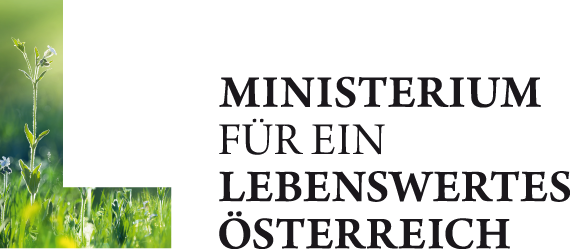 MINISTERIUM
FÜR EIN
LEBENSWERTES
ÖSTERREICH